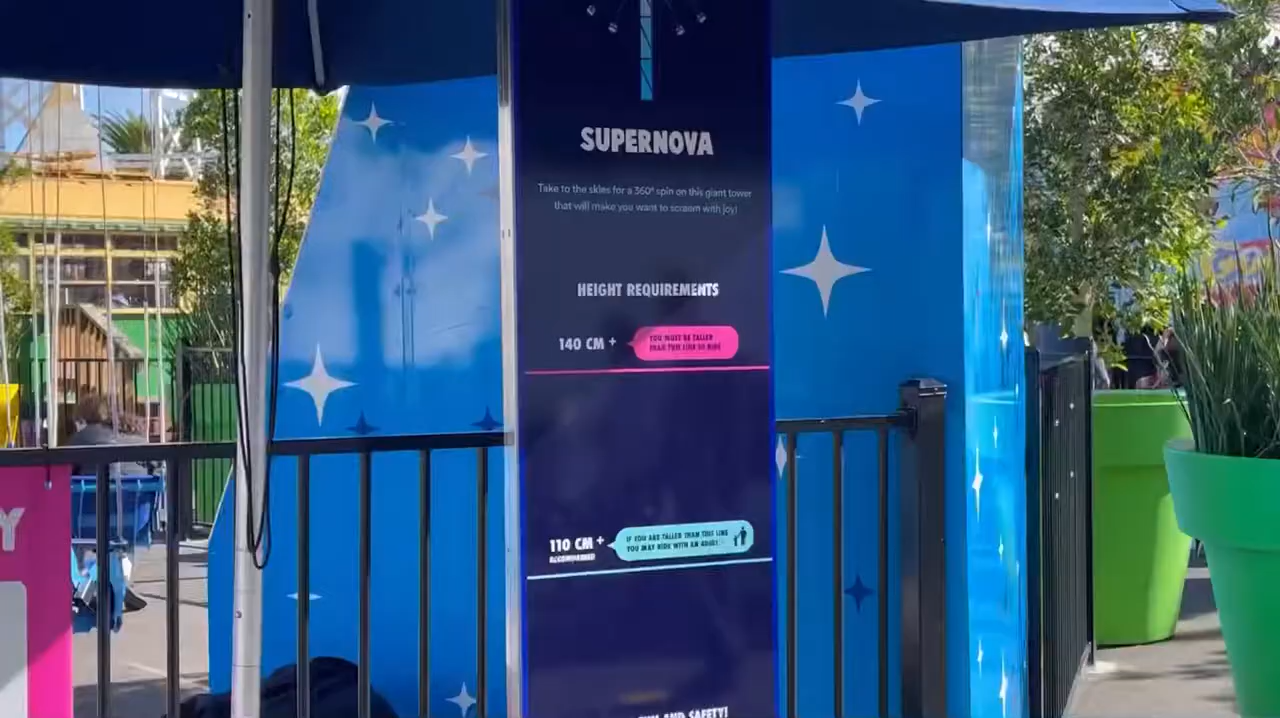 SUPERNOVA
Take to the skies for a 360° spin on this giant tower
that will make you want to scream with joy!
HEIGHT REQUIREMENTS
140 CM +
YOU MUST BE TALLER
THAN THIS LINE TO RIDE
110 CM +
RECOMMENDED
IF YOU ARE TALLER THAN THIS LINE
YOU MAY RIDE WITH AN ADULT
Y
AND SAFETY!